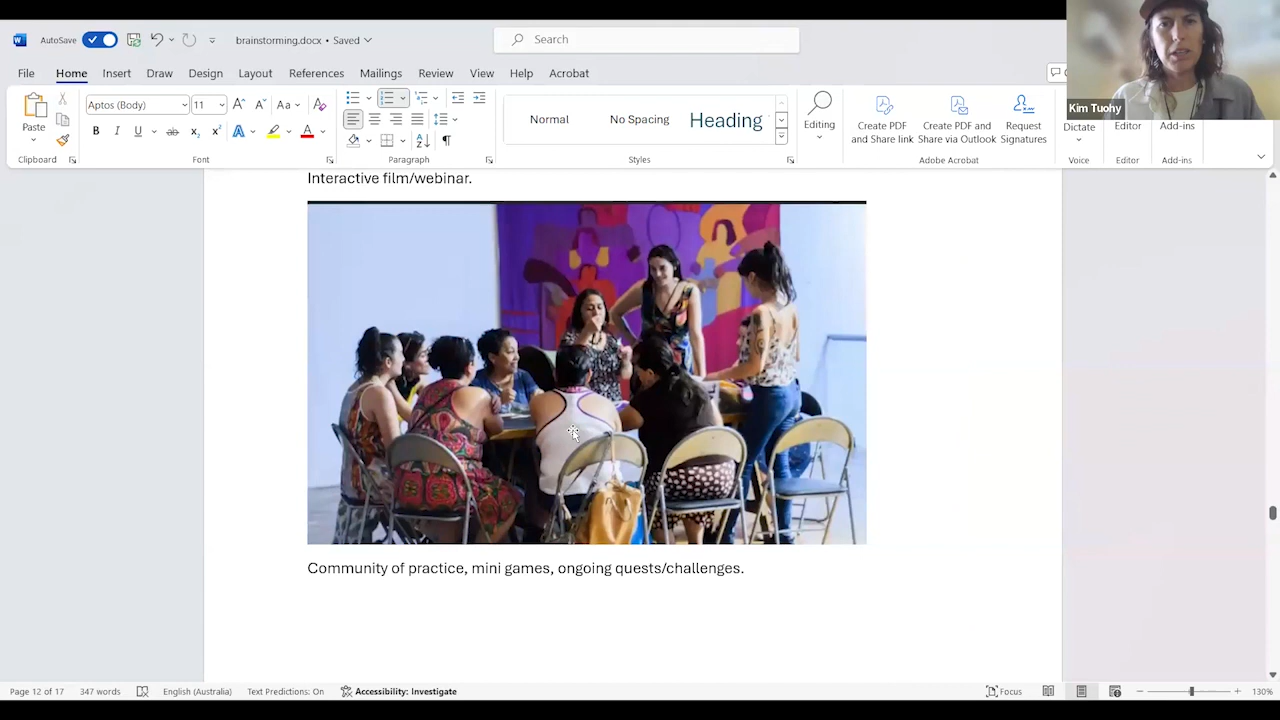 AutoSave
brainstorming.docx • Saved
Search
File Home Insert Draw Design Layout References Mailings Review View Help Acrobat
Kim Tuohy
Paste
Aptos (Body) 11 Aa
B I U ab x₂ x² A A
Normal No Spacing Heading
Editing
Create PDF and Share link
Create PDF and Share via Outlook
Request Signatures
Dictate
Editor
Add-ins
Clipboard Font Paragraph Styles Adobe Acrobat Voice Editor Add-ins
Interactive film/webinar.
Community of practice, mini games, ongoing quests/challenges.
Page 12 of 17 347 words English (Australia) Text Predictions: On Accessibility: Investigate Focus 130%